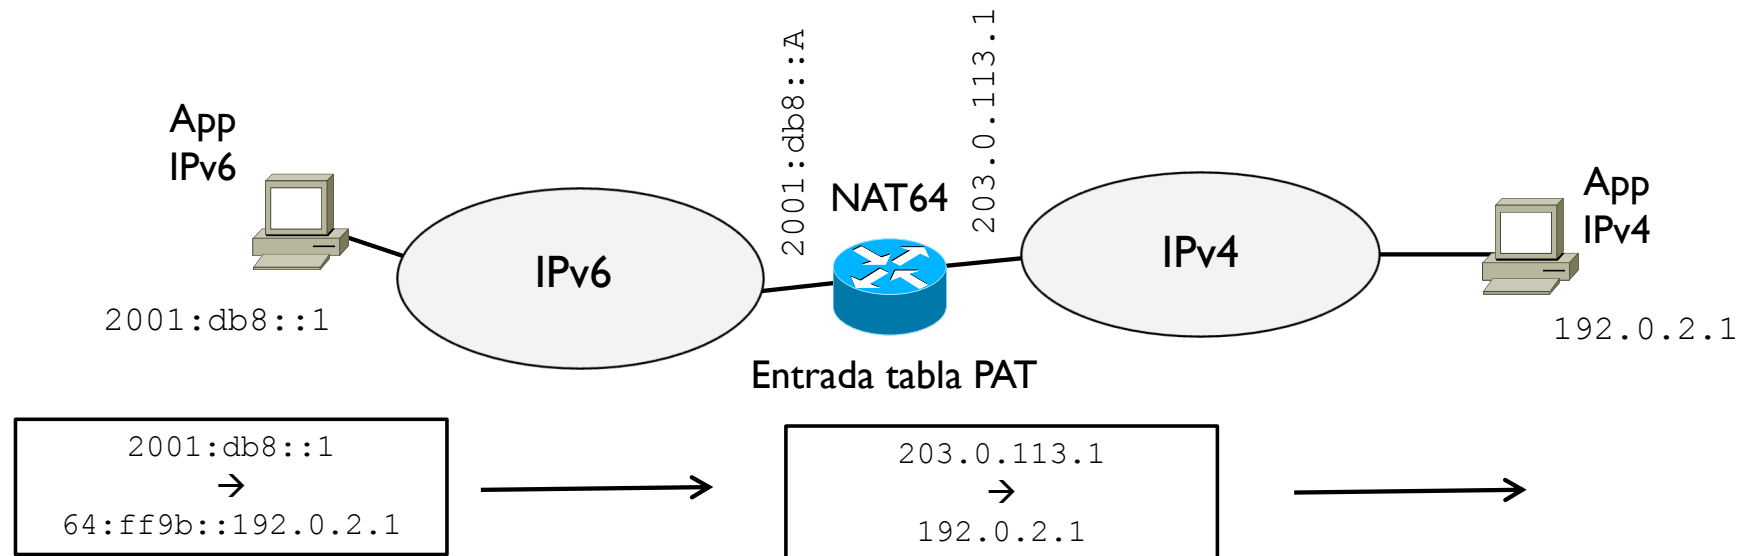 App
IPv6
2001:db8::1
IPv6
2001:db8::A
NAT64
203.0.113.1
IPv4
App
IPv4
192.0.2.1
Entrada tabla PAT
2001:db8::1
→
64:ff9b::192.0.2.1
203.0.113.1
→
192.0.2.1